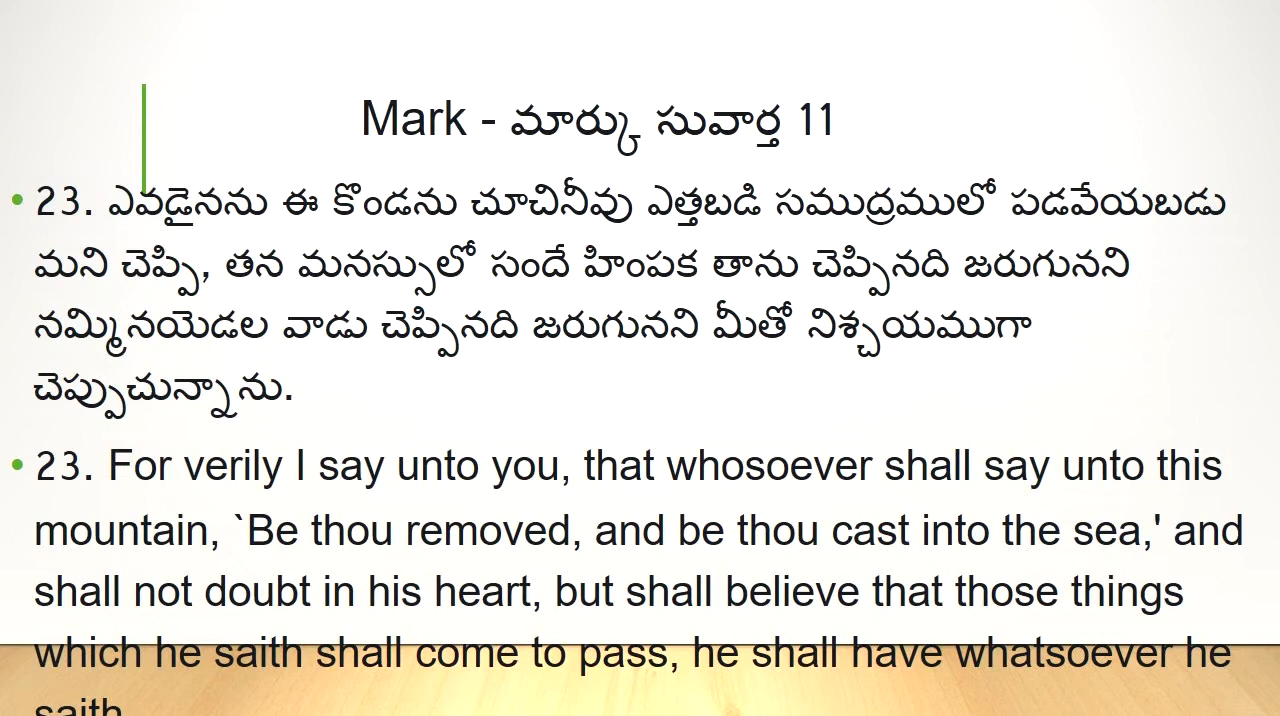 Mark - మార్కు సువార్త 11
• 23. ఎవడైనను ఈ కొండను చూచినీవు ఎత్తబడి సముద్రములో పడవేయబడు
మని చెప్పి, తన మనస్సులో సందే హింపక తాను చెప్పినది జరుగునని
నమ్మినయెడల వాడు చెప్పినది జరుగునని మీతో నిశ్చయముగా
చెప్పుచున్నాను.
• 23. For verily I say unto you, that whosoever shall say unto this
mountain, `Be thou removed, and be thou cast into the sea,' and
shall not doubt in his heart, but shall believe that those things
which he saith shall come to pass, he shall have whatsoever he
saith